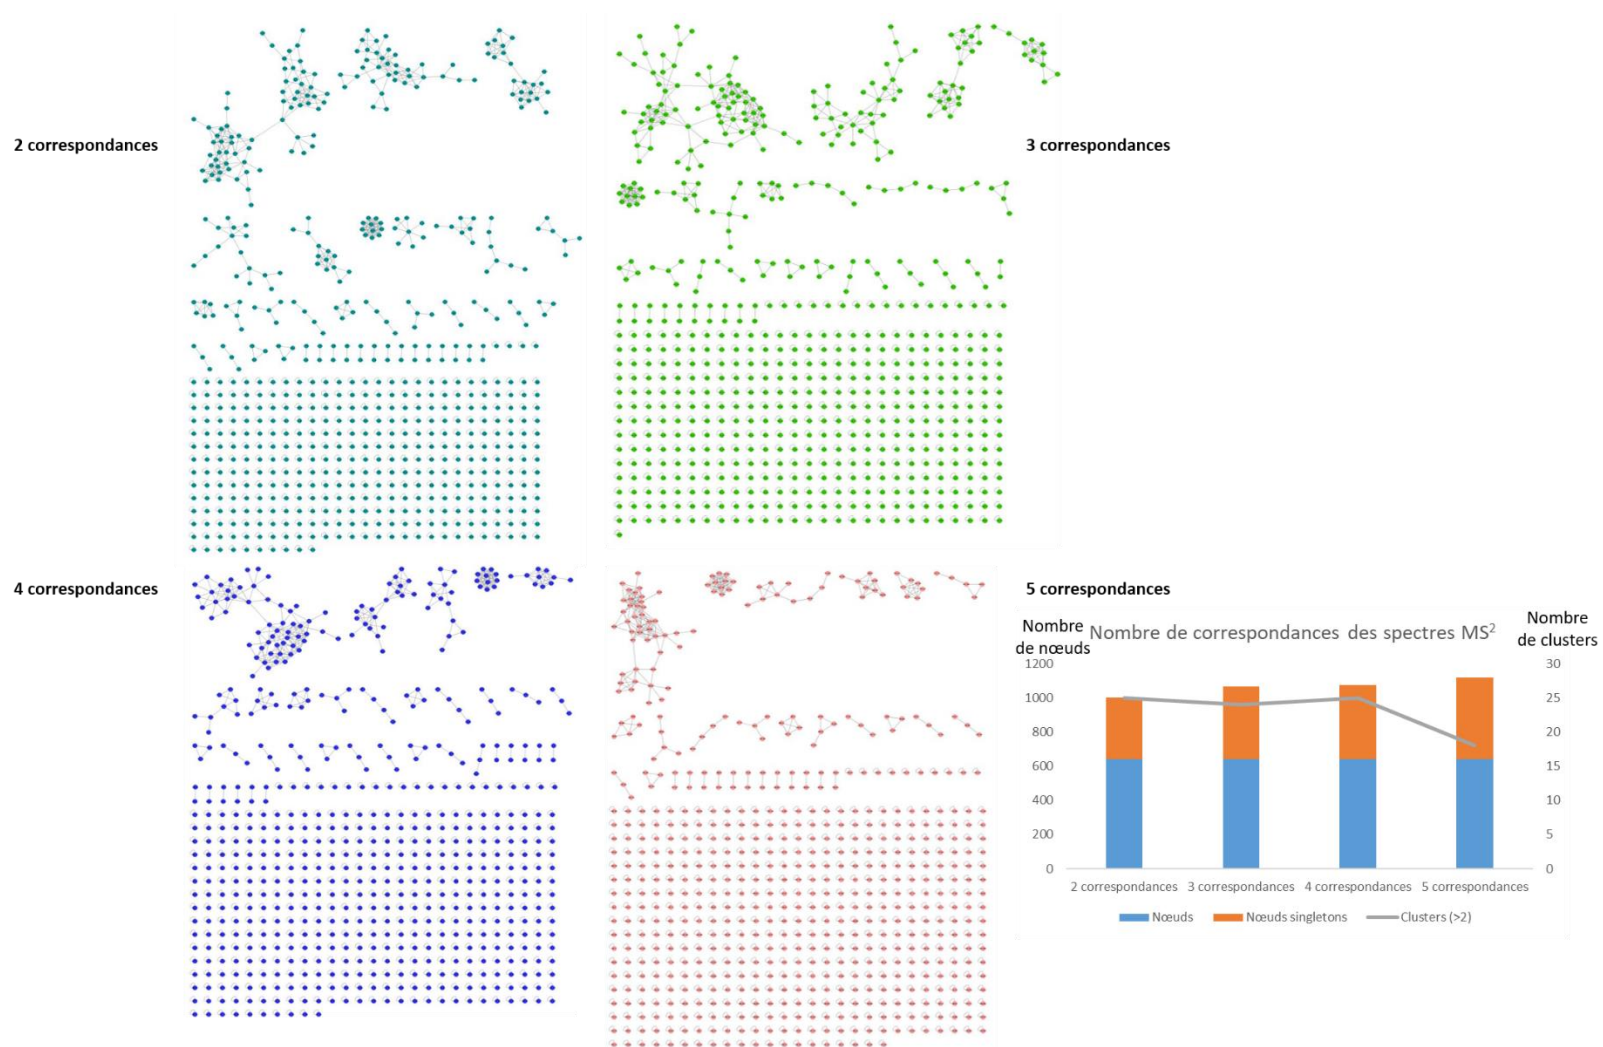 2 correspondances
3 correspondances
4 correspondances
5 correspondances
Nombre
de nœuds
Nombre de correspondances des spectres MS²
Nombre
de clusters
1200
1000
800
600
400
200
0
30
25
20
15
10
5
0
2 correspondances
3 correspondances
4 correspondances
5 correspondances
Nœuds
Nœuds singletons
Clusters (>2)